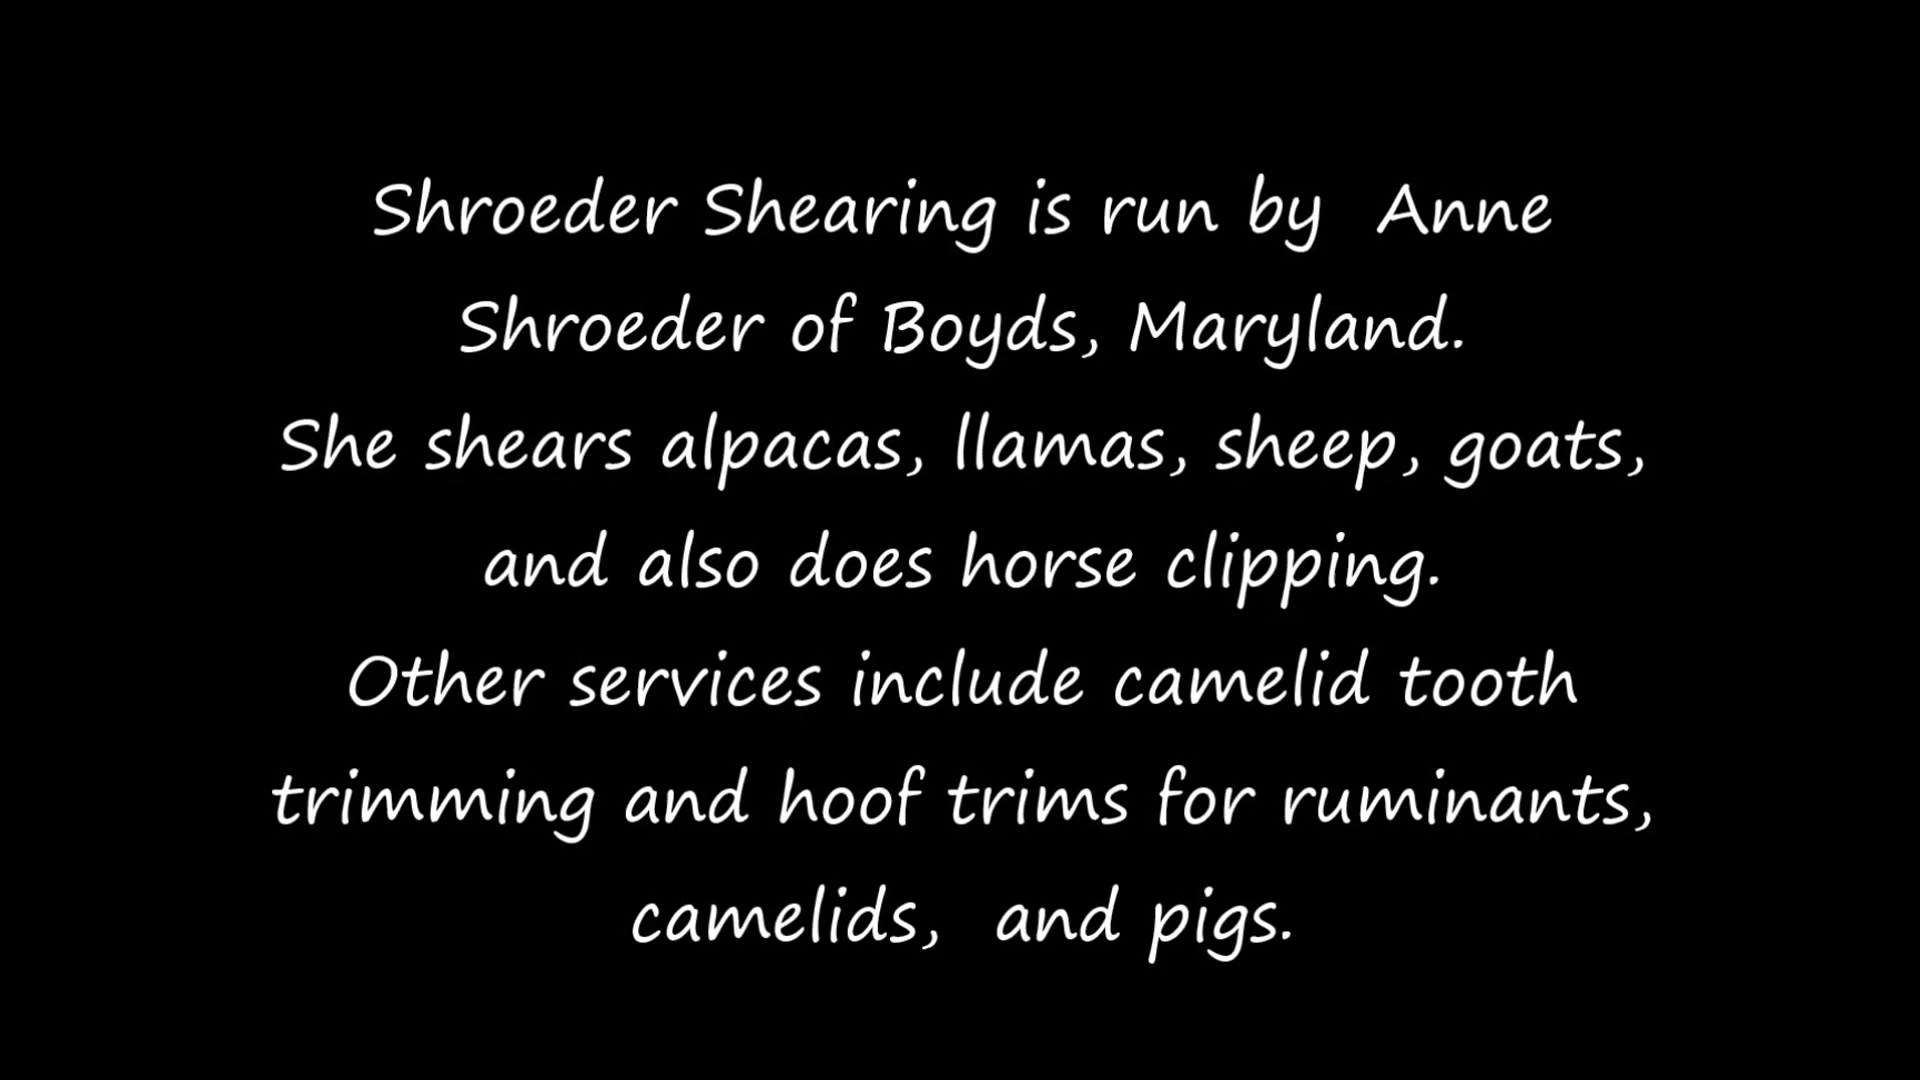 Shroeder Shearing is run by  Anne
Shroeder of Boyds, Maryland.
She shears alpacas, llamas, sheep, goats,
and also does horse clipping.
Other services include camelid tooth
trimming and hoof trims for ruminants,
camelids,  and pigs.